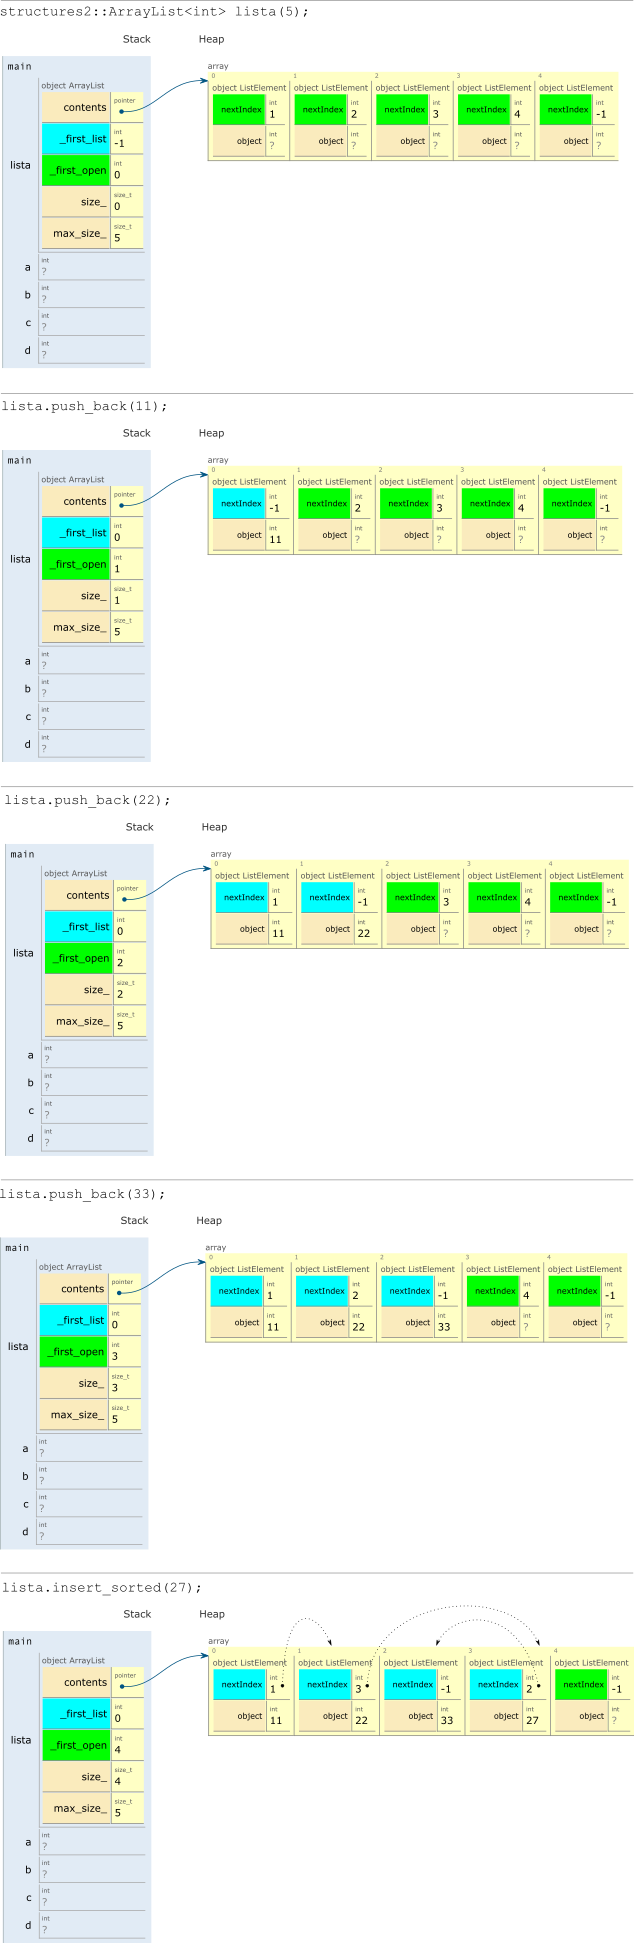 structures2::ArrayList<int> lista(5);
Stack Heap
main
array
0 1 2 3 4
object ArrayList
object ListElement object ListElement object ListElement object ListElement object ListElement
contents pointer
nextIndex int 1 nextIndex int 2 nextIndex int 3 nextIndex int 4 nextIndex int -1
_first_list int -1
object int ? object int ? object int ? object int ? object int ?
lista
_first_open int 0
size_ size_t 0
max_size_ size_t 5
a int ?
b int ?
c int ?
d int ?
lista.push_back(11);
Stack Heap
main
array
0 1 2 3 4
object ArrayList
object ListElement object ListElement object ListElement object ListElement object ListElement
contents pointer
nextIndex int -1 nextIndex int 2 nextIndex int 3 nextIndex int 4 nextIndex int -1
_first_list int 0
object int 11 object int ? object int ? object int ? object int ?
lista
_first_open int 1
size_ size_t 1
max_size_ size_t 5
a int ?
b int ?
c int ?
d int ?
lista.push_back(22);
Stack Heap
main
array
0 1 2 3 4
object ArrayList
object ListElement object ListElement object ListElement object ListElement object ListElement
contents pointer
nextIndex int 1 nextIndex int -1 nextIndex int 3 nextIndex int 4 nextIndex int -1
_first_list int 0
object int 11 object int 22 object int ? object int ? object int ?
lista
_first_open int 2
size_ size_t 2
max_size_ size_t 5
a int ?
b int ?
c int ?
d int ?
lista.push_back(33);
Stack Heap
main
array
0 1 2 3 4
object ArrayList
object ListElement object ListElement object ListElement object ListElement object ListElement
contents pointer
nextIndex int 1 nextIndex int 2 nextIndex int -1 nextIndex int 4 nextIndex int -1
_first_list int 0
object int 11 object int 22 object int 33 object int ? object int ?
lista
_first_open int 3
size_ size_t 3
max_size_ size_t 5
a int ?
b int ?
c int ?
d int ?
lista.insert_sorted(27);
Stack Heap
main
array
0 1 2 3 4
object ArrayList
object ListElement object ListElement object ListElement object ListElement object ListElement
contents pointer
nextIndex int 1 nextIndex int 3 nextIndex int -1 nextIndex int 2 nextIndex int -1
_first_list int 0
object int 11 object int 22 object int 33 object int 27 object int ?
lista
_first_open int 4
size_ size_t 4
max_size_ size_t 5
a int ?
b int ?
c int ?
d int ?